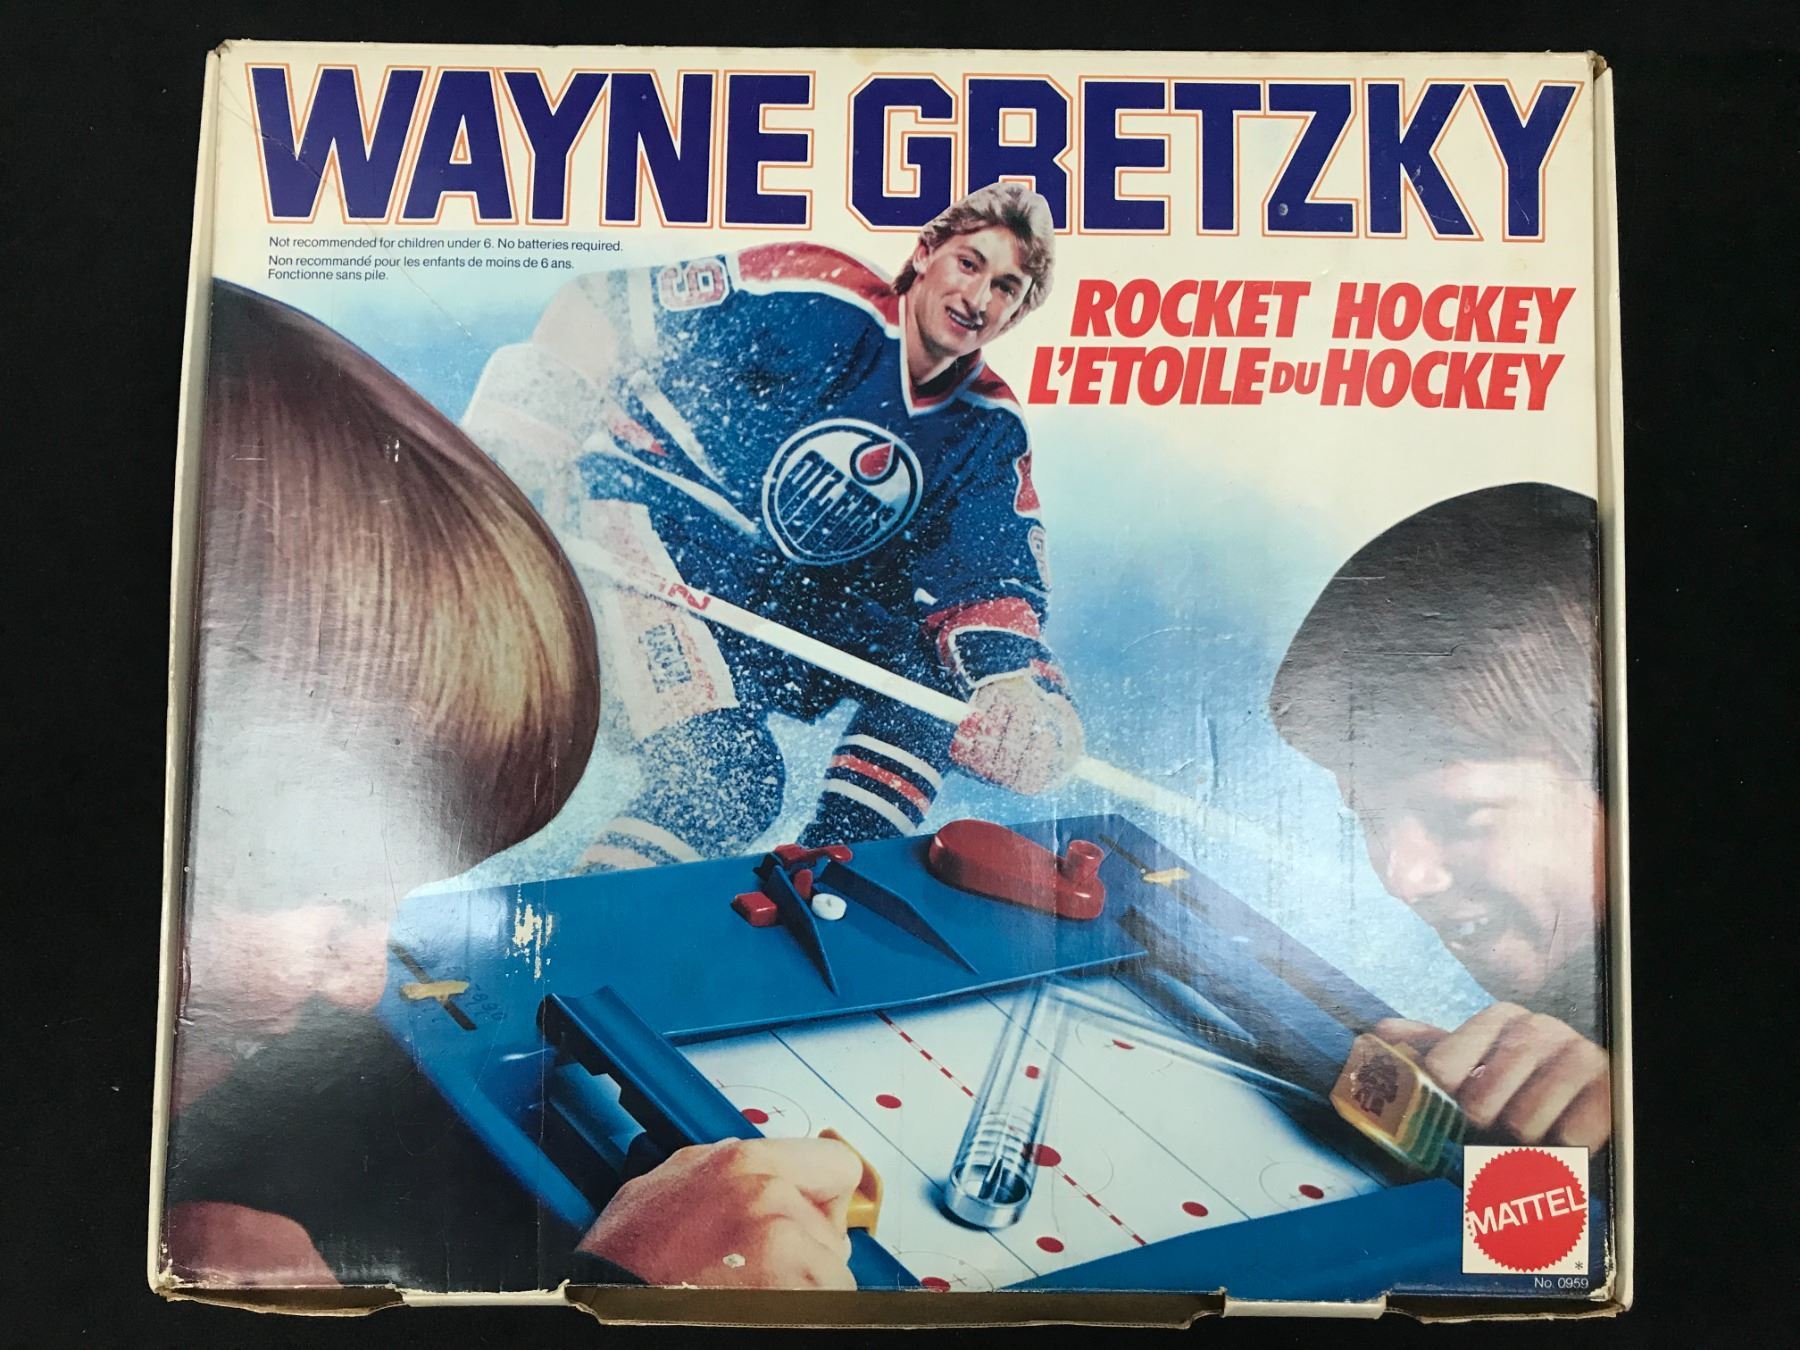 WAYNE GRETZKY
Not recommended for children under 6. No batteries required.
Non recommandé pour les enfants de moins de 6 ans.
Fonctionne sans pile.
ROCKET HOCKEY
L'ETOILE DU HOCKEY
OILERS
MATTEL
*
No. 0959